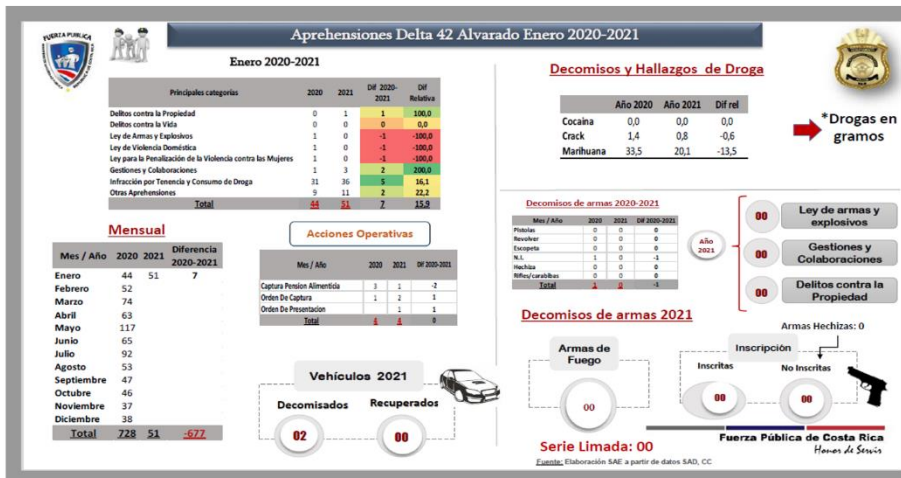 FUERZA PUBLICA
Aprehensiones Delta 42 Alvarado Enero 2020-2021
Enero 2020-2021
Principales categorias 2020 2021 Dif 2020-2021 Dif Relativa
Delitos contra la Propiedad 0 1 1 100,0
Delitos contra la Vida 0 0 0 0,0
Ley de Armas y Explosivos 1 0 -1 -100,0
Ley de Violencia Doméstica 1 0 -1 -100,0
Ley para la Penalización de la Violencia contra las Mujeres 1 0 -1 -100,0
Gestiones y Colaboraciones 1 3 2 200,0
Infracción por Tenencia y Consumo de Droga 31 36 5 16,1
Otras Aprehensiones 9 11 2 22,2
Total 44 51 7 15,9
Mensual
Mes / Año 2020 2021 Diferencia 2020-2021
Enero 44 51 7
Febrero 52
Marzo 74
Abril 63
Mayo 117
Junio 65
Julio 92
Agosto 53
Septiembre 47
Octubre 46
Noviembre 37
Diciembre 38
Total 728 51 -677
Acciones Operativas
Mes / Año 2020 2021 Dif 2020-2021
Captura Pension Alimenticia 3 1 -2
Orden De Captura 1 2 1
Orden De Presentacion 1 1
Total 4 4 0
Vehículos 2021
Decomisados Recuperados
02 00
Decomisos y Hallazgos de Droga
Año 2020 Año 2021 Dif rel
Cocaina 0,0 0,0 0,0
Crack 1,4 0,8 -0,6
Marihuana 33,5 20,1 -13,5
*Drogas en gramos
Decomisos de armas 2020-2021
Mes / Año 2020 2021 Dif 2020-2021
Pistolas 0 0 0
Revolver 0 0 0
Escopeta 0 0 0
N.I. 1 0 -1
Hechiza 0 0 0
Rifles/carabibas 0 0 0
Total 1 0 -1
Año 2021
00 Ley de armas y explosivos
00 Gestiones y Colaboraciones
00 Delitos contra la Propiedad
Decomisos de armas 2021
Armas de Fuego
00
Serie Limada: 00
Armas Hechizas: 0
Inscripción
Inscritas No Inscritas
00 00
Fuerza Pública de Costa Rica
Honor de Servir
Fuente: Elaboración SAE a partir de datos SAD, CC